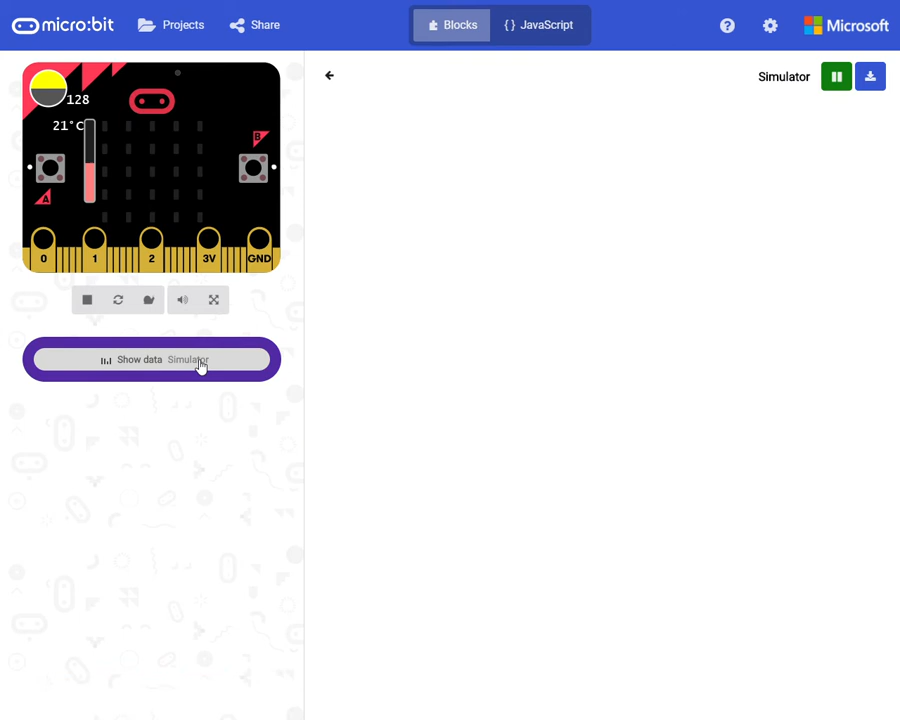 micro:bit Projects Share Blocks { } JavaScript ? Microsoft
Simulator
128
21°C
B
A
0 1 2 3V GND
Show data Simulator